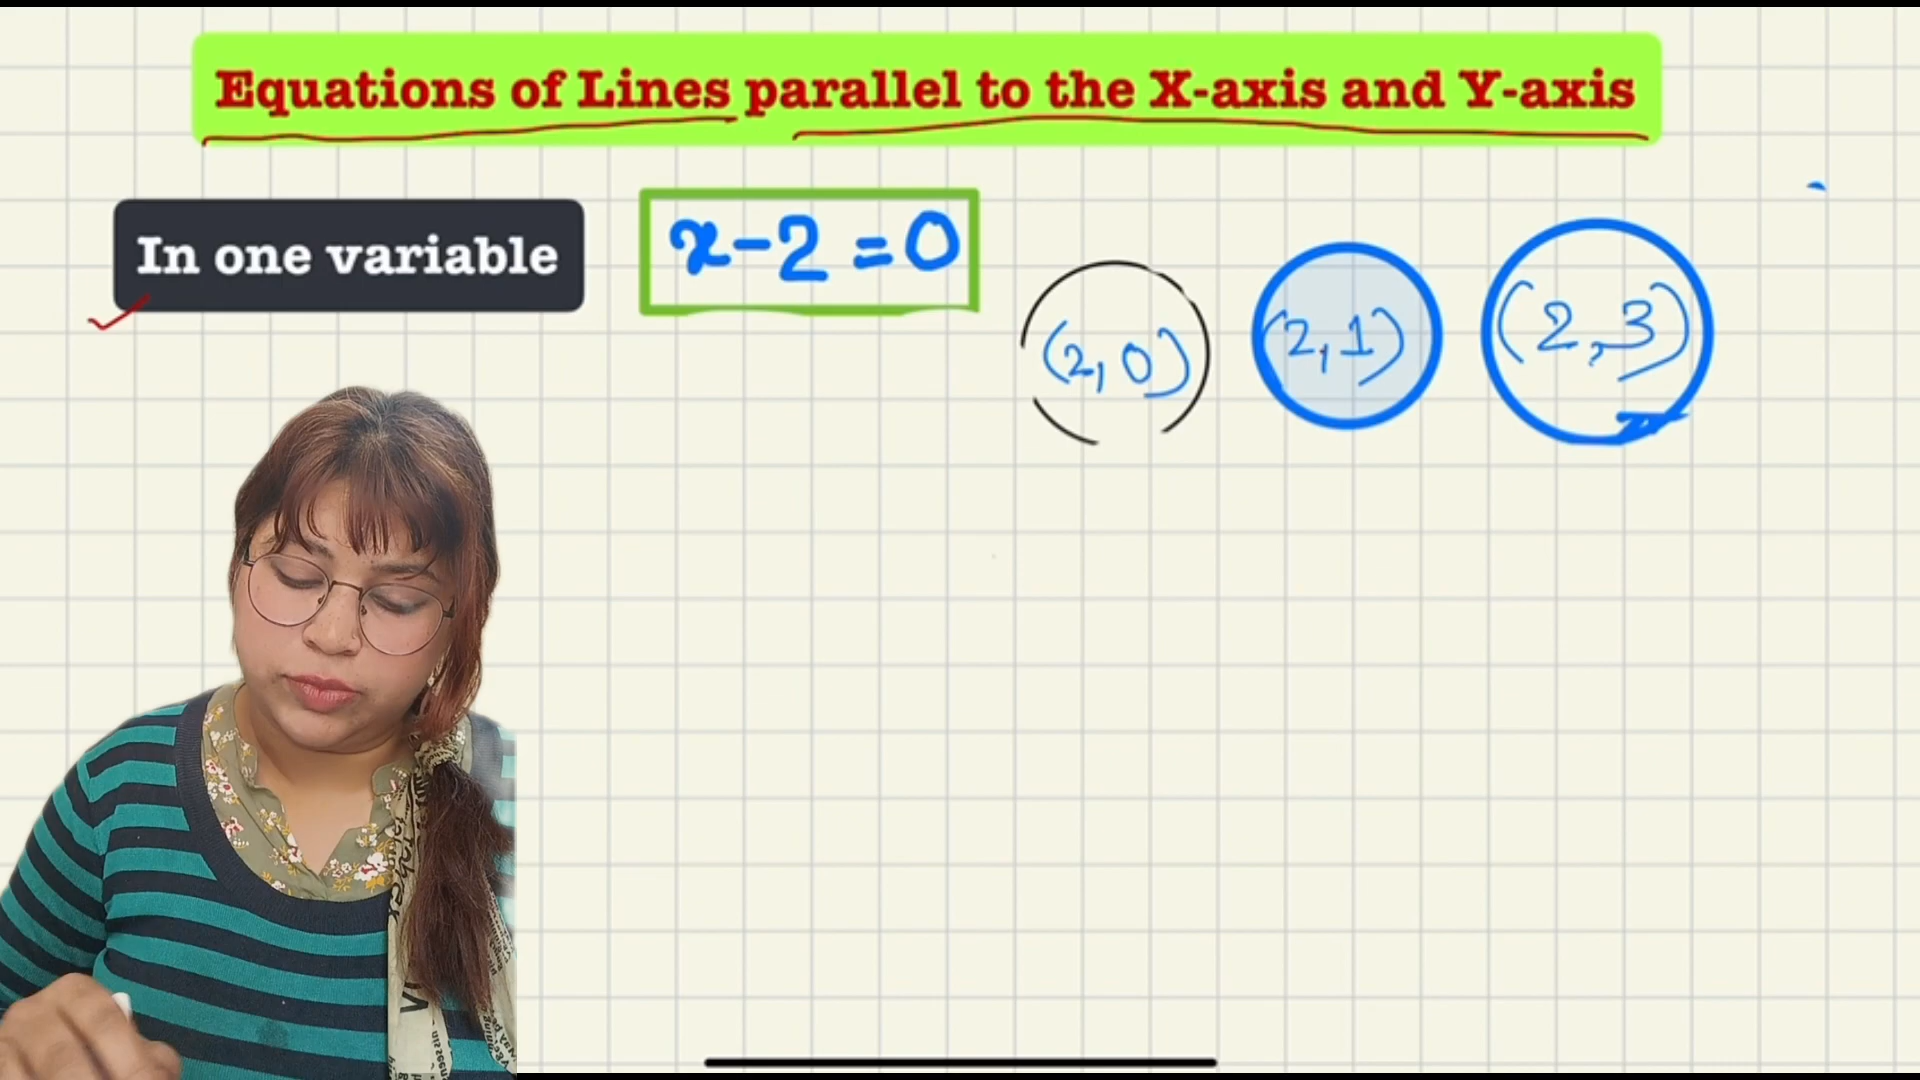 Equations of Lines parallel to the X-axis and Y-axis
In one variable
x-2=0
(2,0)
(2,1)
(2,3)